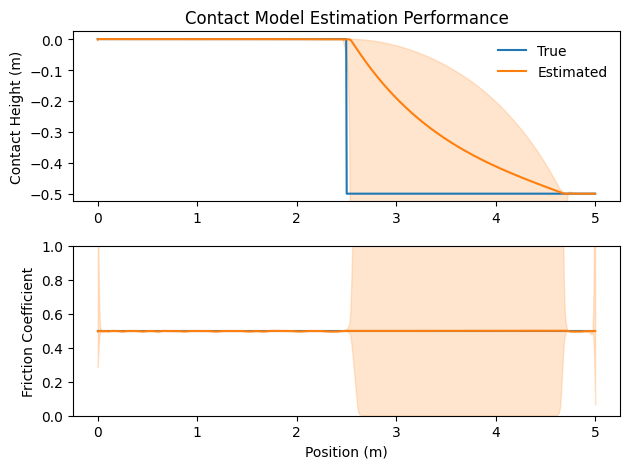 Contact Model Estimation Performance
Contact Height (m)
0.0
−0.1
−0.2
−0.3
−0.4
−0.5
True
Estimated
0 1 2 3 4 5
Friction Coefficient
1.0
0.8
0.6
0.4
0.2
0.0
0 1 2 3 4 5
Position (m)